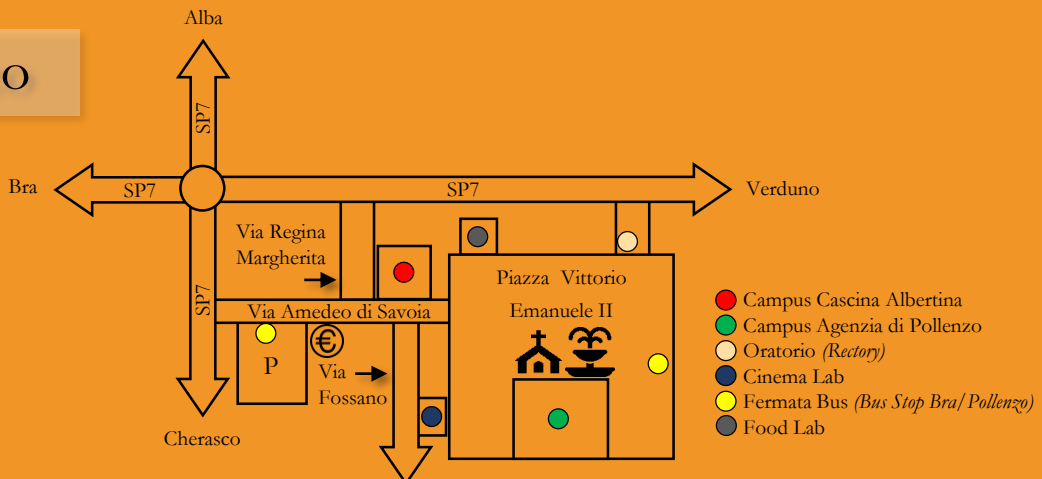 Alba
O
SP7
Bra
SP7
SP7
Verduno
Via Regina
Margherita
Piazza Vittorio
Emanuele II
SP7
Via Amedeo di Savoia
€
P
Via
Fossano
Cherasco
Campus Cascina Albertina
Campus Agenzia di Pollenzo
Oratorio (Rectory)
Cinema Lab
Fermata Bus (Bus Stop Bra/Pollenzo)
Food Lab